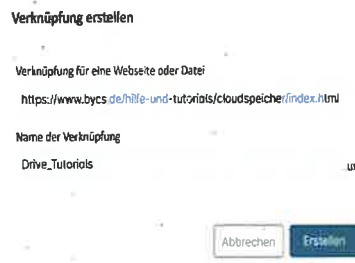 Verknüpfung erstellen
Verknüpfung für eine Webseite oder Datei
https://www.bycs.de/hilfe-und-tutorials/cloudspeicher/index.html
Name der Verknüpfung
Drive_Tutorials
Abbrechen Erstellen